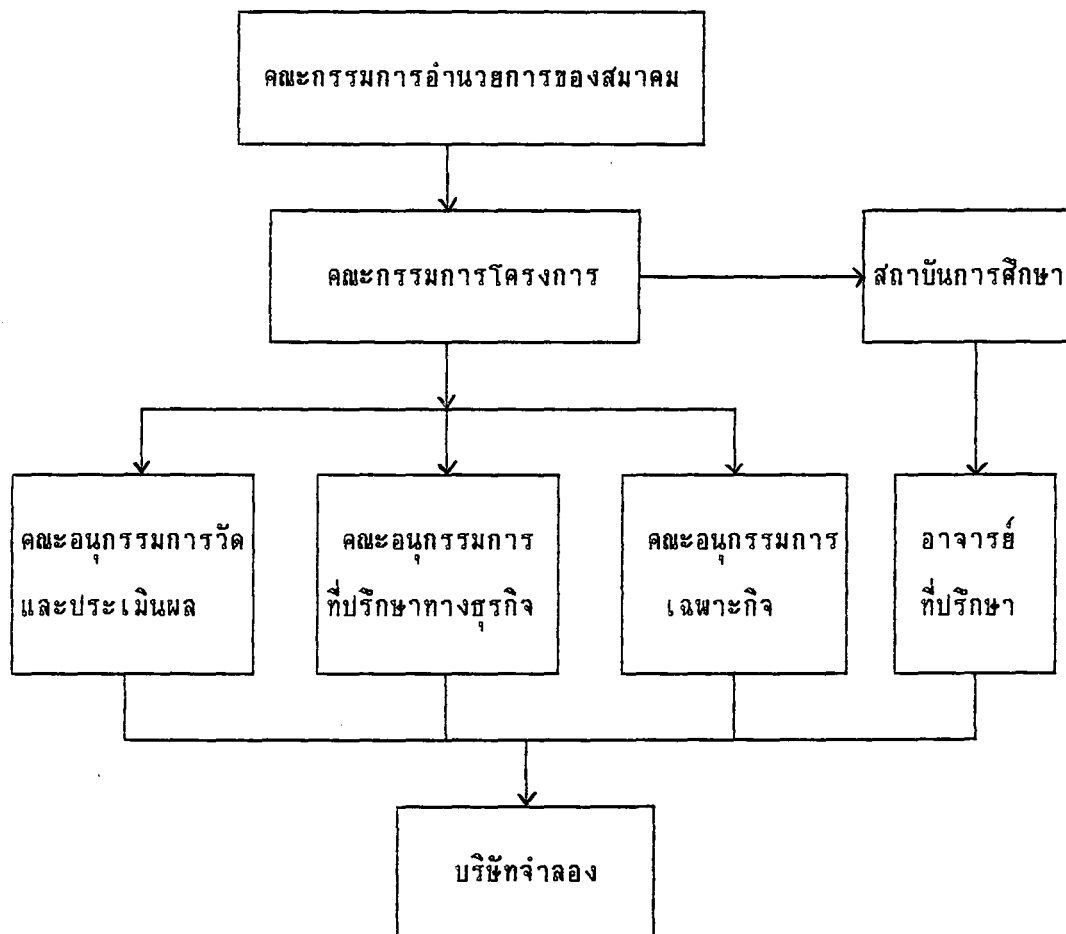 คณะกรรมการอำนวยการของสมาคม
คณะกรรมการโครงการ
สถาบันการศึกษา
คณะอนุกรรมการวัด
และประเมินผล
คณะอนุกรรมการ
ที่ปรึกษาทางธุรกิจ
คณะอนุกรรมการ
เฉพาะกิจ
อาจารย์
ที่ปรึกษา
บริษัทจำลอง